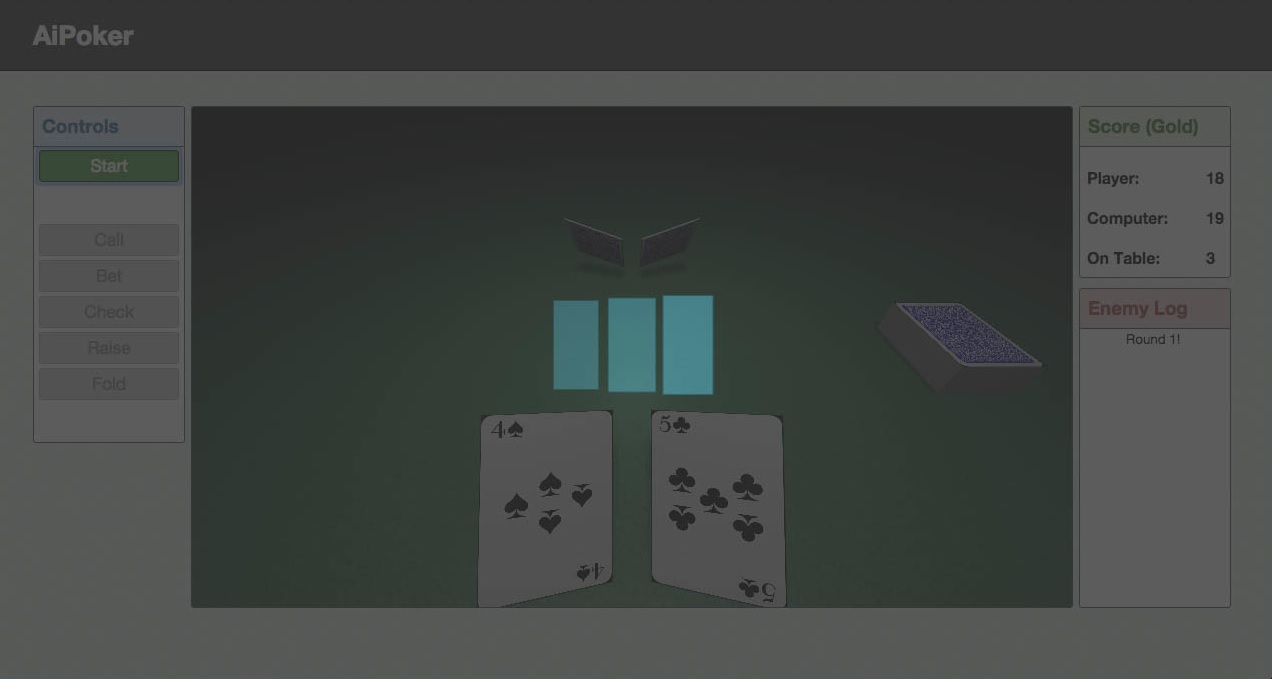 AiPoker
Controls
Start
Call
Bet
Check
Raise
Fold
4
4
5
5
Score (Gold)
Player: 18
Computer: 19
On Table: 3
Enemy Log
Round 1!